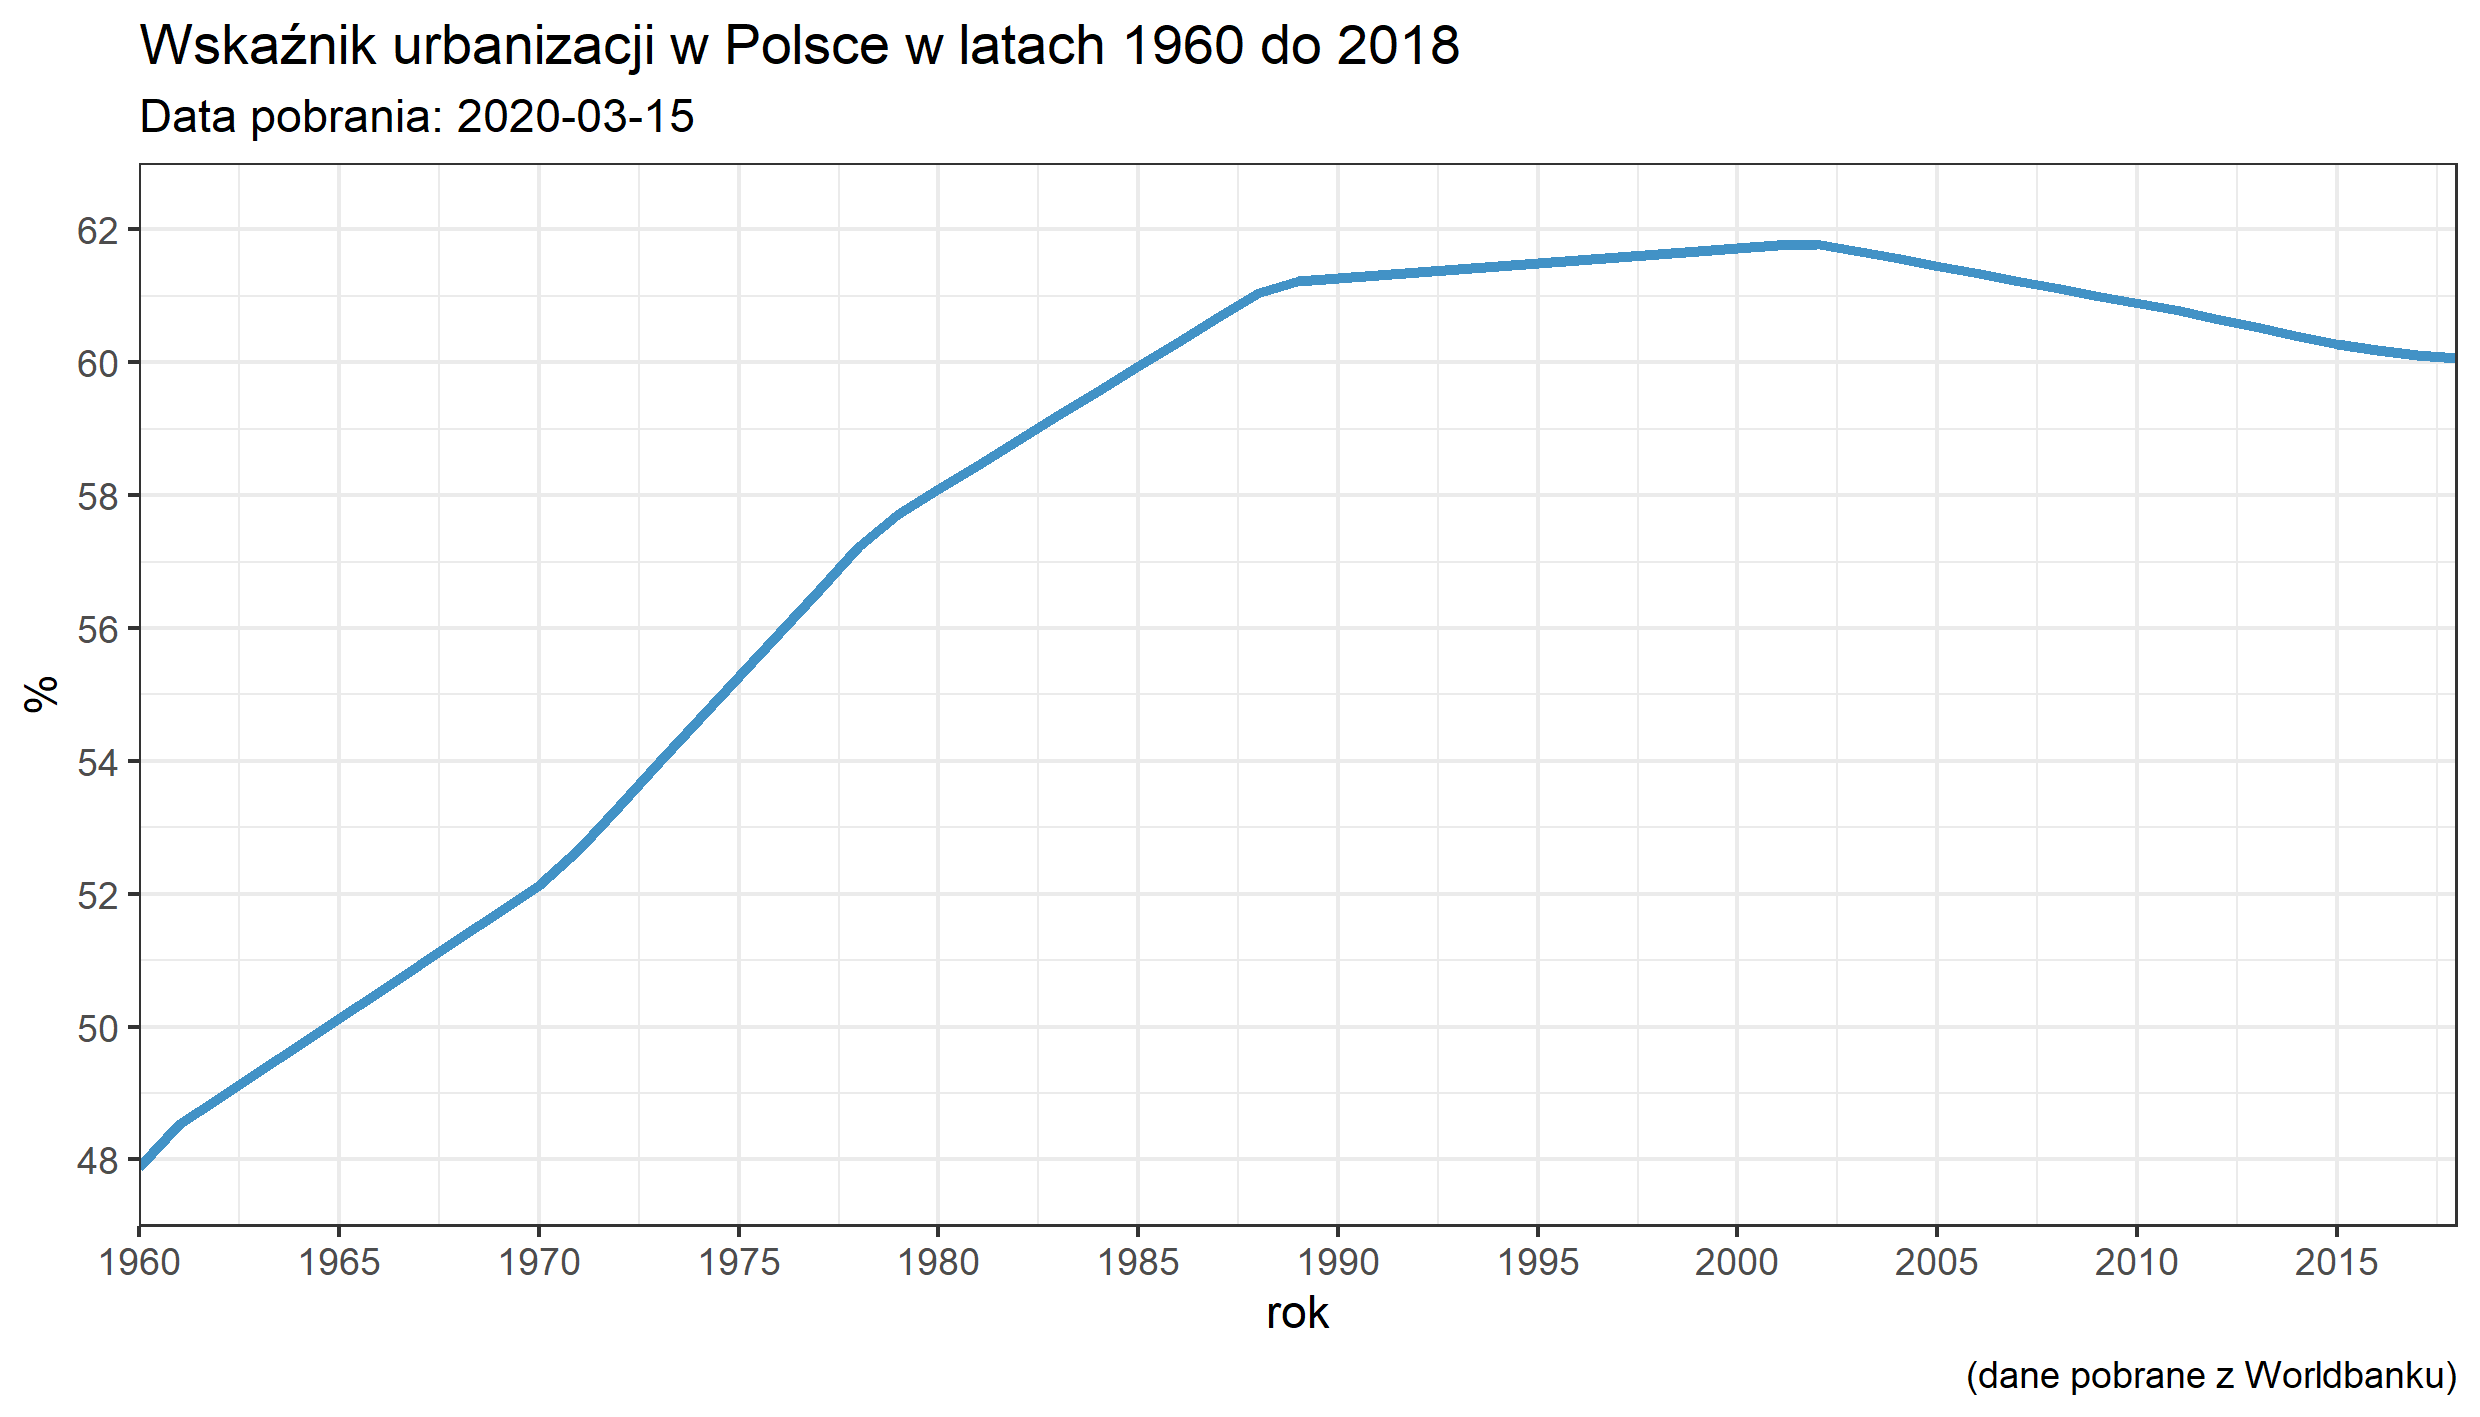 Wskaźnik urbanizacji w Polsce w latach 1960 do 2018
Data pobrania: 2020-03-15
62
60
58
56
54
52
50
48
%
1960 1965 1970 1975 1980 1985 1990 1995 2000 2005 2010 2015
rok
(dane pobrane z Worldbanku)